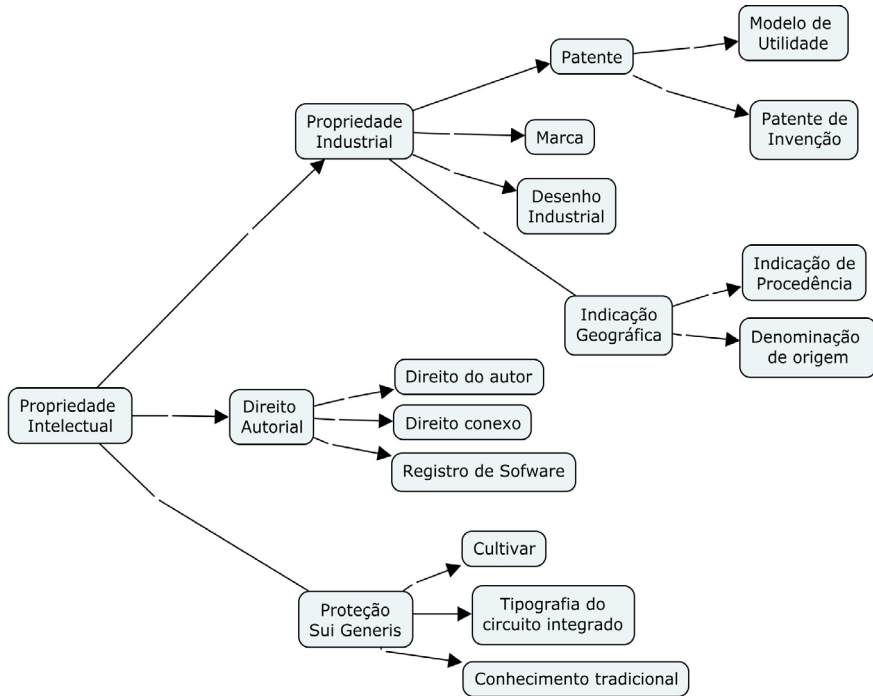 Modelo de
Utilidade
Patente
Patente de
Invenção
Propriedade
Industrial
Marca
Desenho
Industrial
Indicação de
Procedência
Indicação
Geográfica
Denominação
de origem
Direito do autor
Propriedade
Intelectual
Direito
Autorial
Direito conexo
Registro de Sofware
Cultivar
Proteção
Sui Generis
Tipografia do
circuito integrado
Conhecimento tradicional